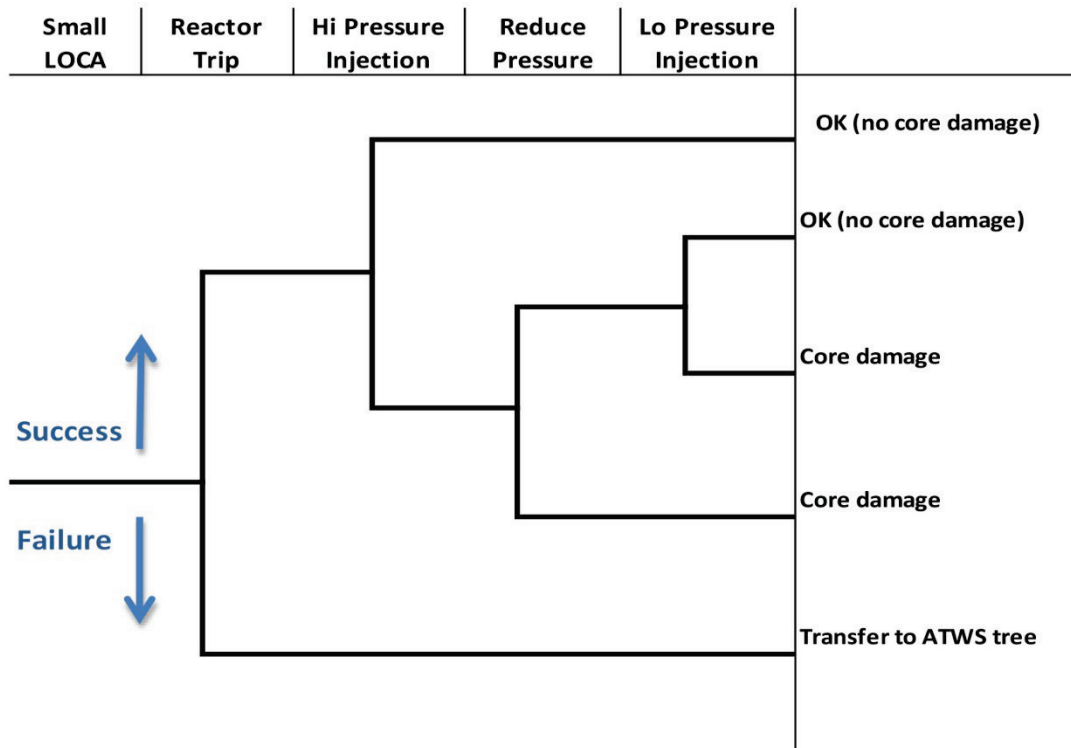 Small LOCA
Reactor Trip
Hi Pressure Injection
Reduce Pressure
Lo Pressure Injection
OK (no core damage)
OK (no core damage)
Core damage
Success
Core damage
Failure
Transfer to ATWS tree